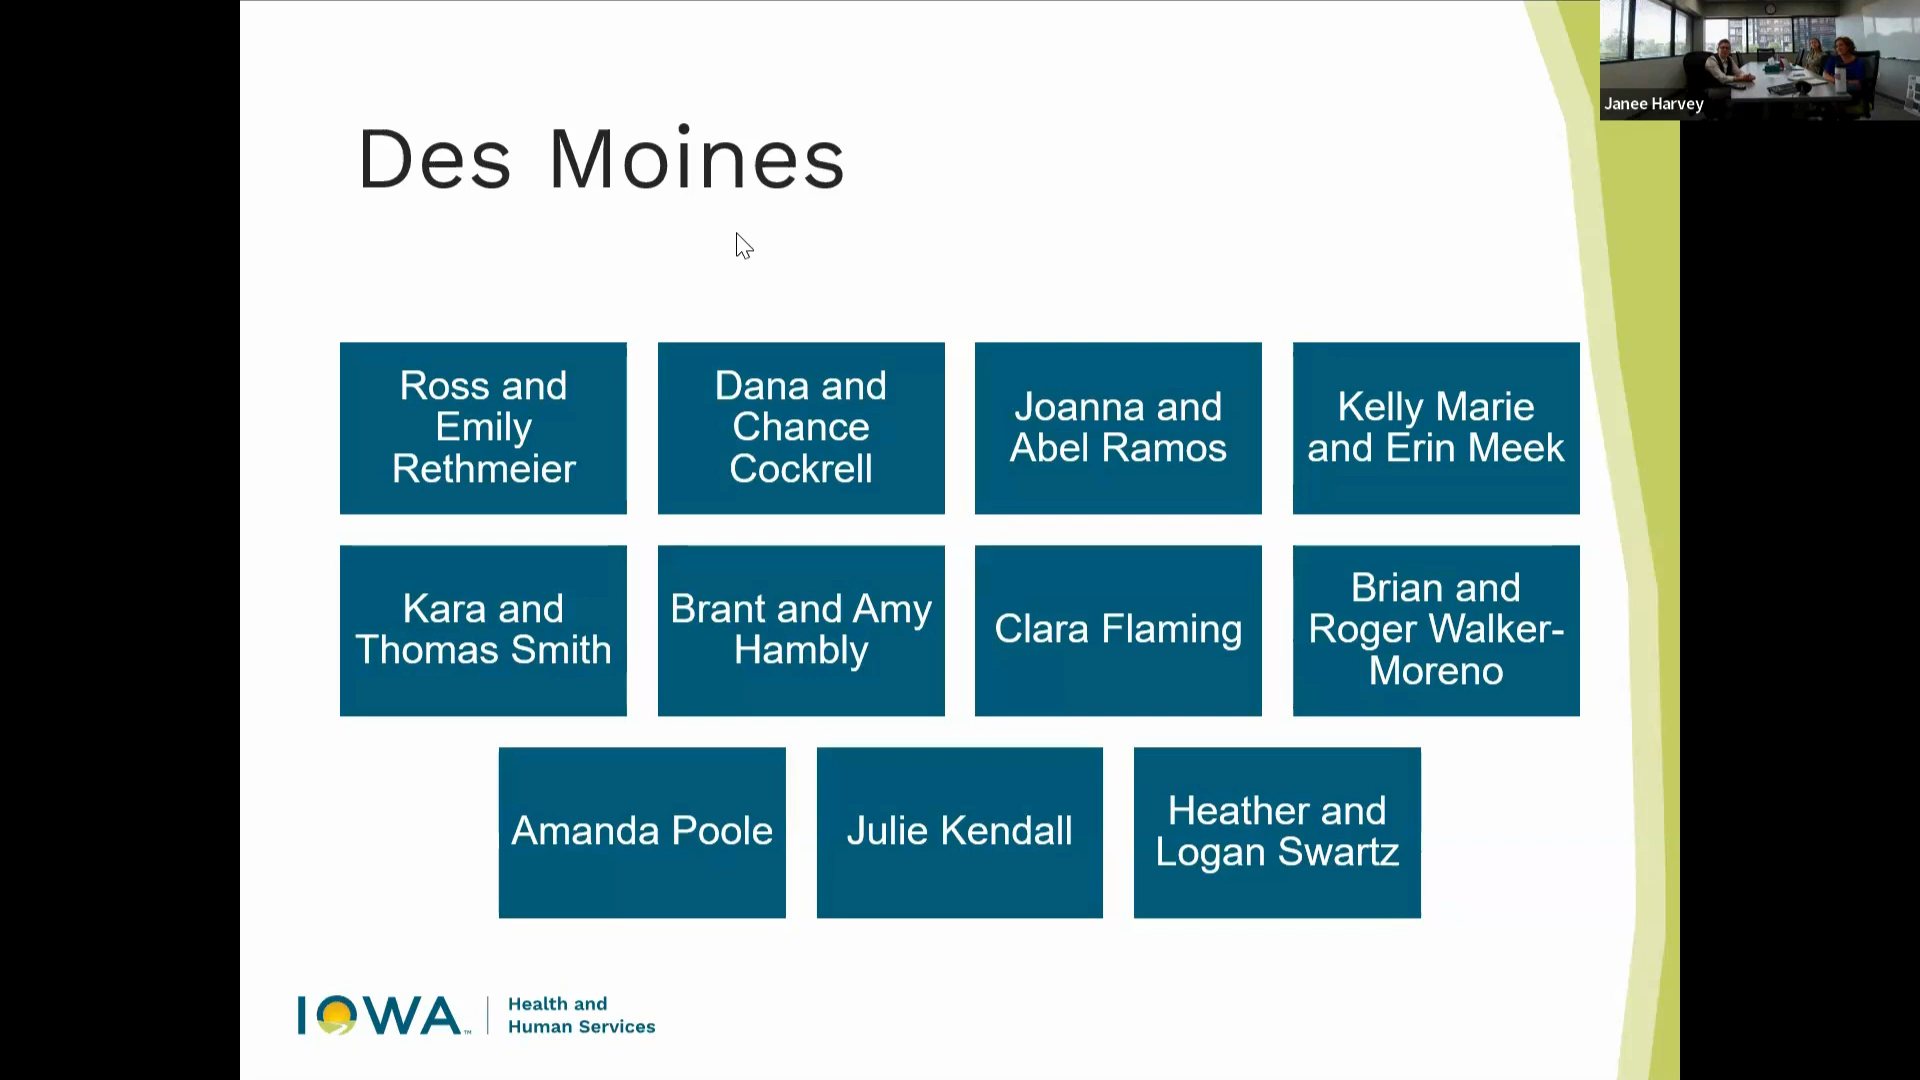 Janee Harvey
Des Moines
Ross and
Emily
Rethmeier
Dana and
Chance
Cockrell
Joanna and
Abel Ramos
Kelly Marie
and Erin Meek
Kara and
Thomas Smith
Brant and Amy
Hambly
Clara Flaming
Brian and
Roger Walker-
Moreno
Amanda Poole
Julie Kendall
Heather and
Logan Swartz
IOWA™
Health and
Human Services